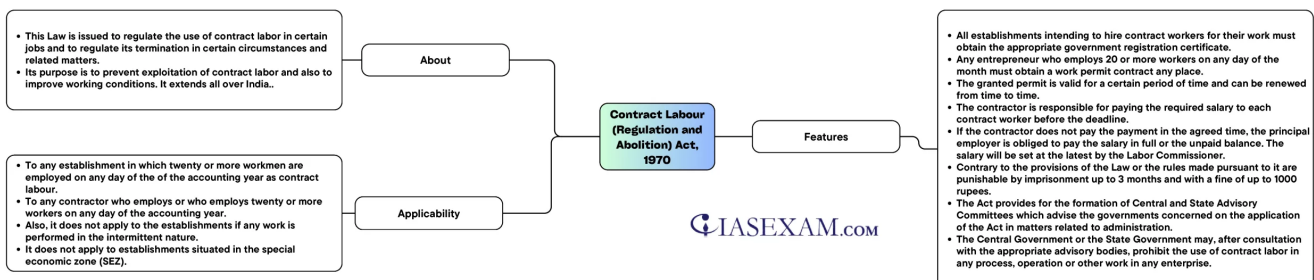 • This Law is issued to regulate the use of contract labor in certain
jobs and to regulate its termination in certain circumstances and
related matters.
• Its purpose is to prevent exploitation of contract labor and also to
improve working conditions. It extends all over India..
About
• To any establishment in which twenty or more workmen are
employed on any day of the of the accounting year as contract
labour.
• To any contractor who employs or who employs twenty or more
workers on any day of the accounting year.
• Also, it does not apply to the establishments if any work is
performed in the intermittent nature.
• It does not apply to establishments situated in the special
economic zone (SEZ).
Applicability
Contract Labour
(Regulation and
Abolition) Act,
1970
Features
• All establishments intending to hire contract workers for their work must
obtain the appropriate government registration certificate.
• Any entrepreneur who employs 20 or more workers on any day of the
month must obtain a work permit contract any place.
• The granted permit is valid for a certain period of time and can be renewed
from time to time.
• The contractor is responsible for paying the required salary to each
contract worker before the deadline.
• If the contractor does not pay the payment in the agreed time, the principal
employer is obliged to pay the salary in full or the unpaid balance. The
salary will be set at the latest by the Labor Commissioner.
• Contrary to the provisions of the Law or the rules made pursuant to it are
punishable by imprisonment up to 3 months and with a fine of up to 1000
rupees.
• The Act provides for the formation of Central and State Advisory
Committees which advise the governments concerned on the application
of the Act in matters related to administration.
• The Central Government or the State Government may, after consultation
with the appropriate advisory bodies, prohibit the use of contract labor in
any process, operation or other work in any enterprise.
IASEXAM.COM